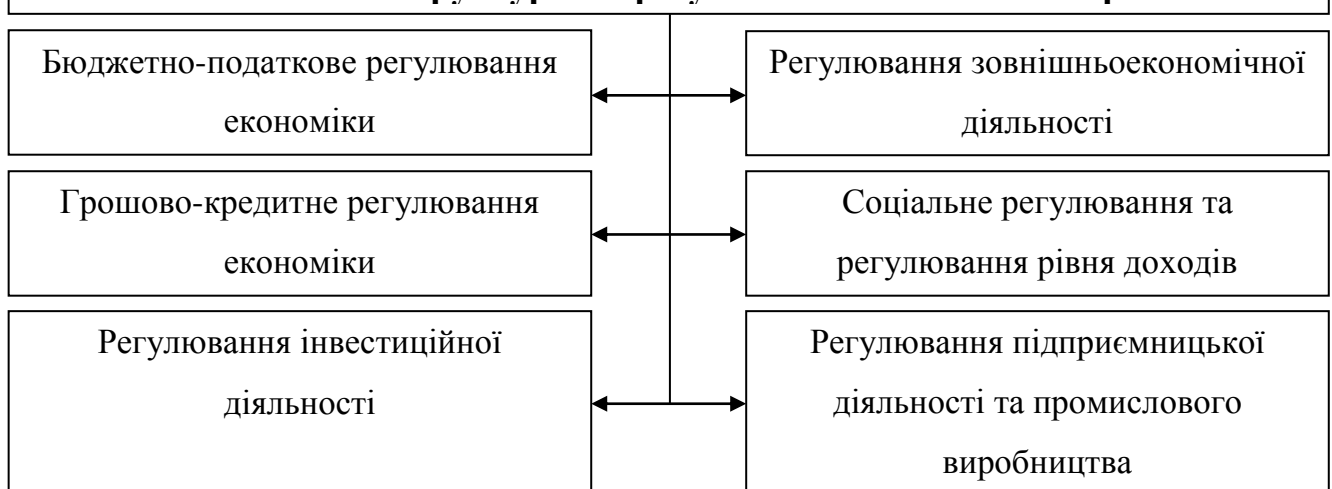 Бюджетно-податкове регулювання
економіки
Регулювання зовнішньоекономічної
діяльності
Грошово-кредитне регулювання
економіки
Соціальне регулювання та
регулювання рівня доходів
Регулювання інвестиційної
діяльності
Регулювання підприємницької
діяльності та промислового
виробництва